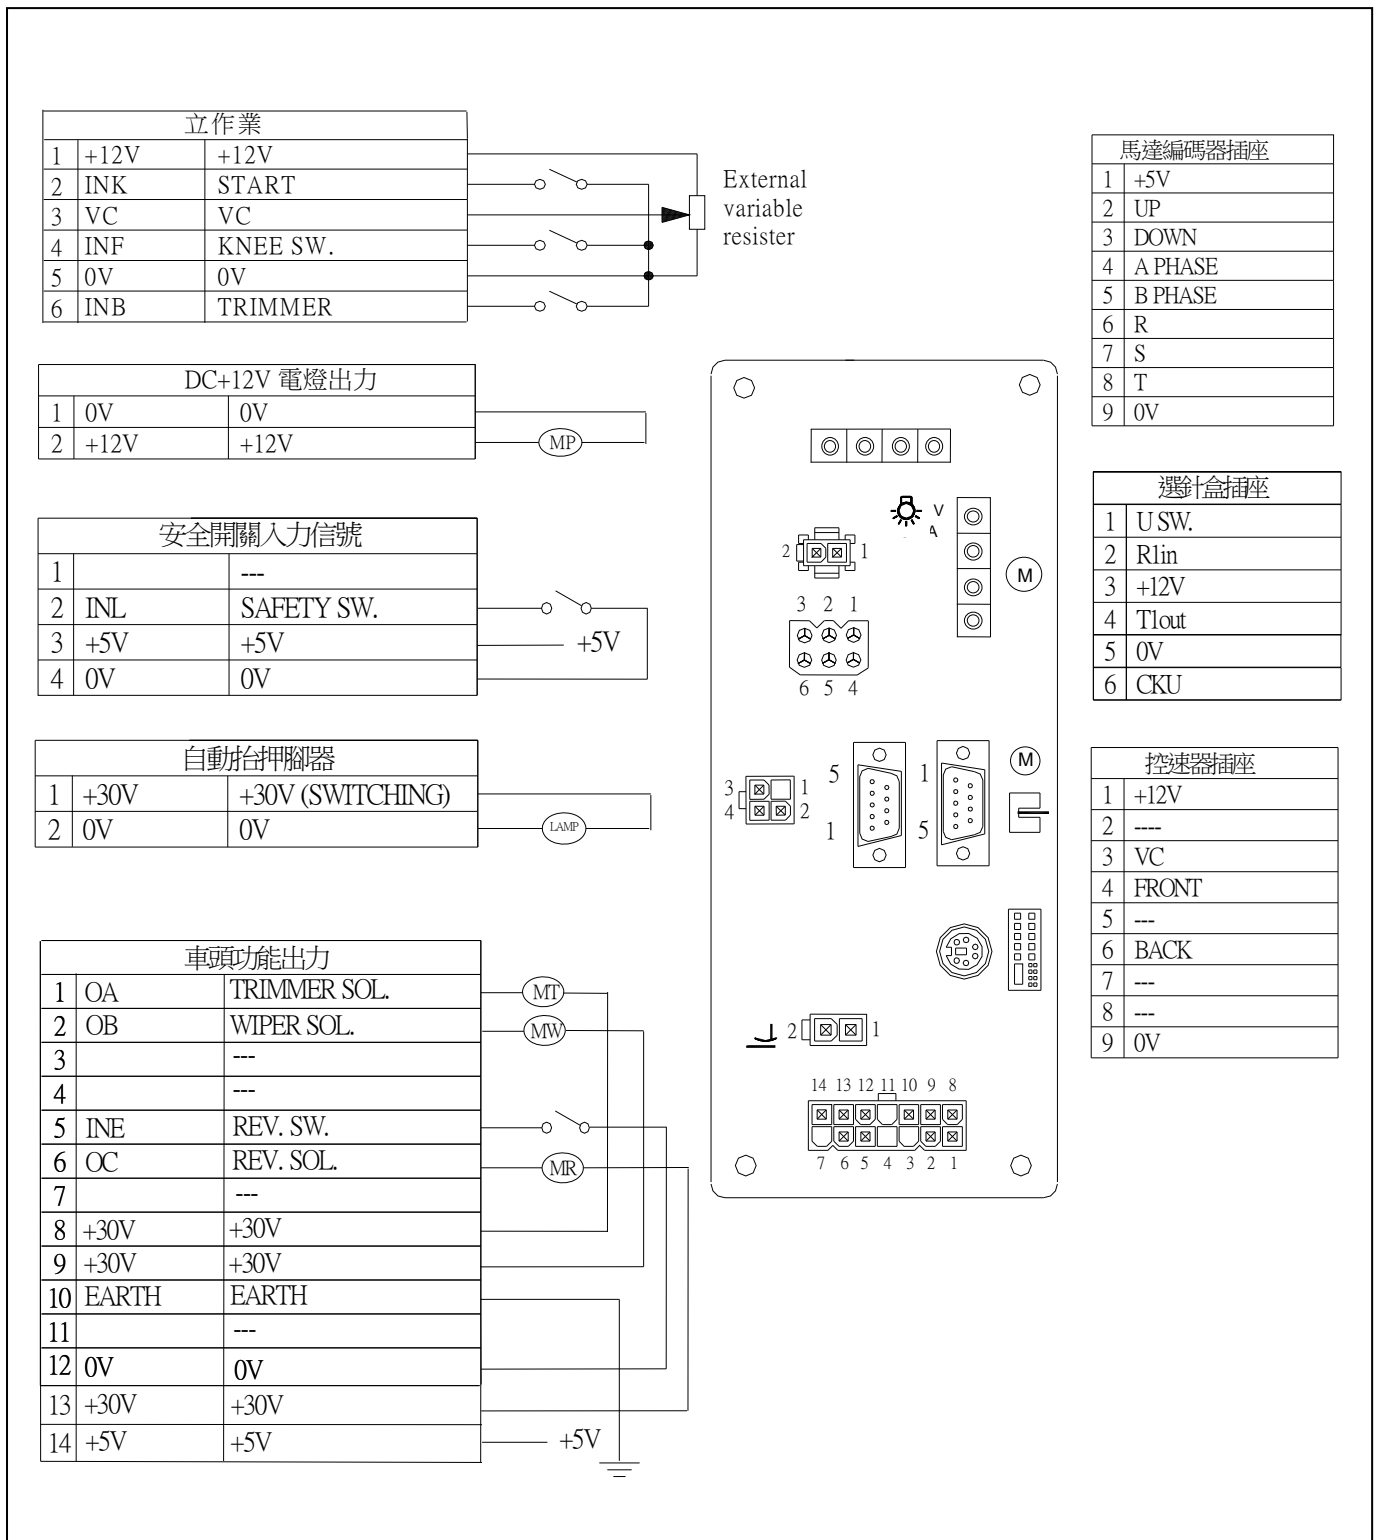 立作業
1 +12V +12V
2 INK START
3 VC VC
4 INF KNEE SW.
5 0V 0V
6 INB TRIMMER
External
variable
resister
DC+12V 電燈出力
1 0V 0V
2 +12V +12V
MP
安全開關入力信號
1 ---
2 INL SAFETY SW.
3 +5V +5V
4 0V 0V
+5V
自動抬押腳器
1 +30V +30V (SWITCHING)
2 0V 0V
LAMP
車頭功能出力
1 OA TRIMMER SOL.
2 OB WIPER SOL.
3 ---
4 ---
5 INE REV. SW.
6 OC REV. SOL.
7 ---
8 +30V +30V
9 +30V +30V
10 EARTH EARTH
11 ---
12 0V 0V
13 +30V +30V
14 +5V +5V
MT
MW
MR
+5V
V
A
2 1
M
3 2 1
6 5 4
M
3 1
4 2
5
1
1
5
2 1
14 13 12 11 10 9 8
7 6 5 4 3 2 1
馬達編碼器插座
1 +5V
2 UP
3 DOWN
4 A PHASE
5 B PHASE
6 R
7 S
8 T
9 0V
選針盒插座
1 U SW.
2 R1in
3 +12V
4 T1out
5 0V
6 CKU
控速器插座
1 +12V
2 ----
3 VC
4 FRONT
5 ---
6 BACK
7 ---
8 ---
9 0V